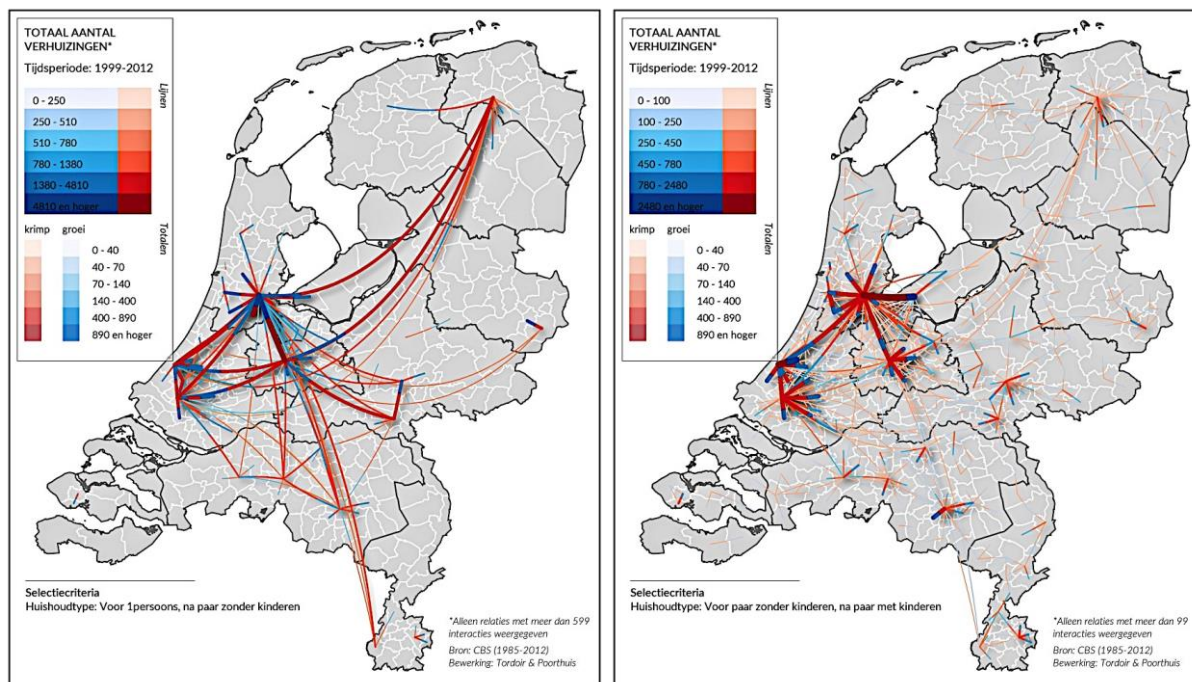 TOTAAL AANTAL
VERHUIZINGEN*
Tijdsperiode: 1999-2012
Lijnen
0 - 250
250 - 510
510 - 780
780 - 1380
1380 - 4810
4810 en hoger
Totalen
krimp groei
0 - 40
40 - 70
70 - 140
140 - 400
400 - 890
890 en hoger
Selectiecriteria
Huishoudtype: Voor 1persoons, na paar zonder kinderen
*Alleen relaties met meer dan 599
interacties weergegeven
Bron: CBS (1985-2012)
Bewerking: Tordoir & Poorthuis
TOTAAL AANTAL
VERHUIZINGEN*
Tijdsperiode: 1999-2012
Lijnen
0 - 100
100 - 250
250 - 450
450 - 780
780 - 2480
2480 en hoger
Totalen
krimp groei
0 - 40
40 - 70
70 - 140
140 - 400
400 - 890
890 en hoger
Selectiecriteria
Huishoudtype: Voor paar zonder kinderen, na paar met kinderen
*Alleen relaties met meer dan 99
interacties weergegeven
Bron: CBS (1985-2012)
Bewerking: Tordoir & Poorthuis